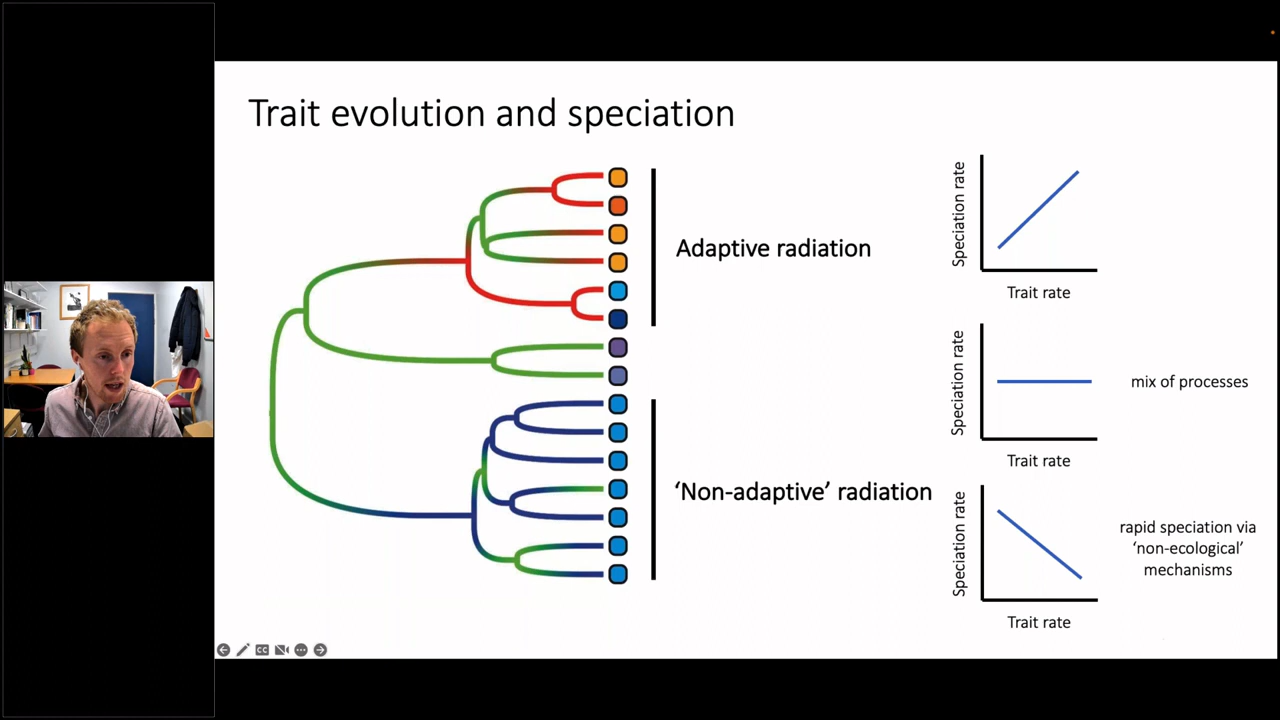 Trait evolution and speciation
Adaptive radiation
'Non-adaptive' radiation
Speciation rate
Trait rate
Speciation rate
Trait rate
mix of processes
Speciation rate
Trait rate
rapid speciation via
'non-ecological'
mechanisms
CC